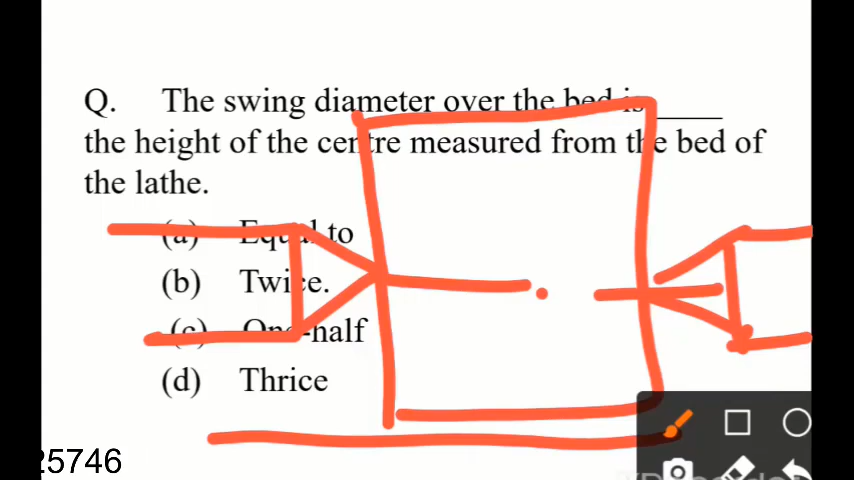 Q. The swing diameter over the bed is ____
the height of the centre measured from the bed of
the lathe.
(a) Equal to
(b) Twice.
(c) One-half
(d) Thrice
25746